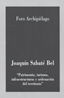 Foro Archipiélago
Joaquín Sabaté Bel
"Patrimonio, turismo,
infraestructuras y ordenación
del territorio"